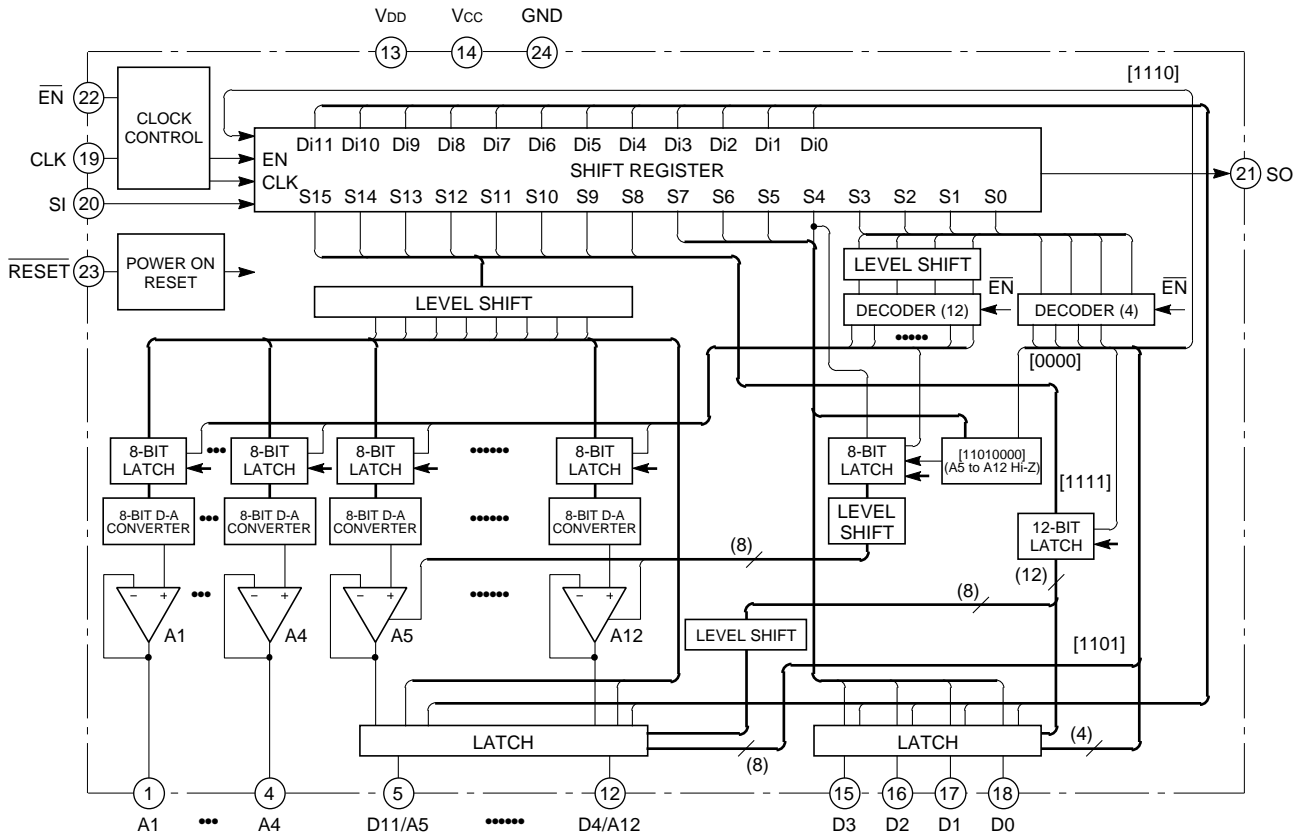 VDD VCC GND
13 14 24
[1110]
EN 22
CLOCK
CONTROL
CLK 19
SI 20
Di11 Di10 Di9 Di8 Di7 Di6 Di5 Di4 Di3 Di2 Di1 Di0
EN
SHIFT REGISTER
CLK
S15 S14 S13 S12 S11 S10 S9 S8 S7 S6 S5 S4 S3 S2 S1 S0
21 SO
RESET 23
POWER ON
RESET
LEVEL SHIFT
LEVEL SHIFT
EN EN
DECODER (12) DECODER (4)
•••••
[0000]
8-BIT
LATCH
•••
8-BIT
LATCH
8-BIT
LATCH
••••••
8-BIT
LATCH
8-BIT
LATCH
[11010000]
(A5 to A12 Hi-Z)
[1111]
8-BIT D-A
CONVERTER
•••
8-BIT D-A
CONVERTER
8-BIT D-A
CONVERTER
••••••
8-BIT D-A
CONVERTER
LEVEL
SHIFT
12-BIT
LATCH
(8)
(12)
(8)
− +
A1
•••
− +
A4
− +
A5
••••••
− +
A12
LEVEL SHIFT
[1101]
LATCH
(8)
LATCH
(4)
1 4 5 12 15 16 17 18
A1 ••• A4 D11/A5 •••••• D4/A12 D3 D2 D1 D0